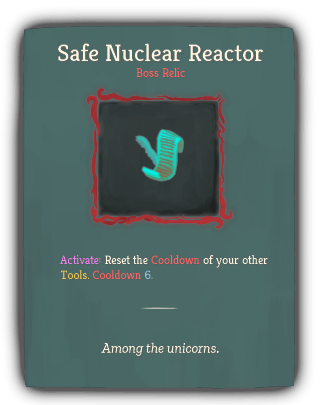 Safe Nuclear Reactor
Boss Relic
Activate: Reset the Cooldown of your other
Tools. Cooldown 6.
Among the unicorns.